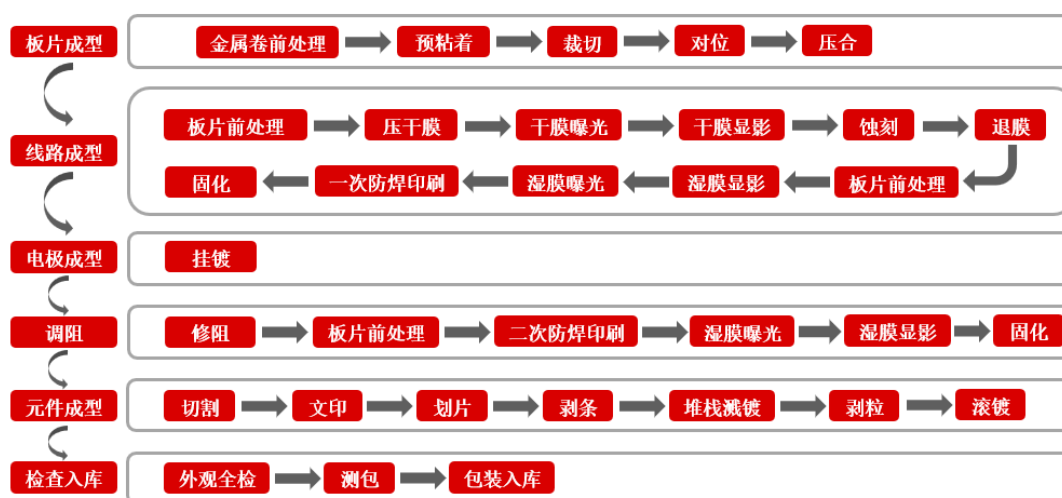 板片成型
金属卷前处理 预粘着 裁切 对位 压合
线路成型
板片前处理 压干膜 干膜曝光 干膜显影 蚀刻 退膜
固化 一次防焊印刷 湿膜曝光 湿膜显影 板片前处理
电极成型
挂镀
调阻
修阻 板片前处理 二次防焊印刷 湿膜曝光 湿膜显影 固化
元件成型
切割 文印 划片 剥条 堆栈溅镀 剥粒 滚镀
检查入库
外观全检 测包 包装入库